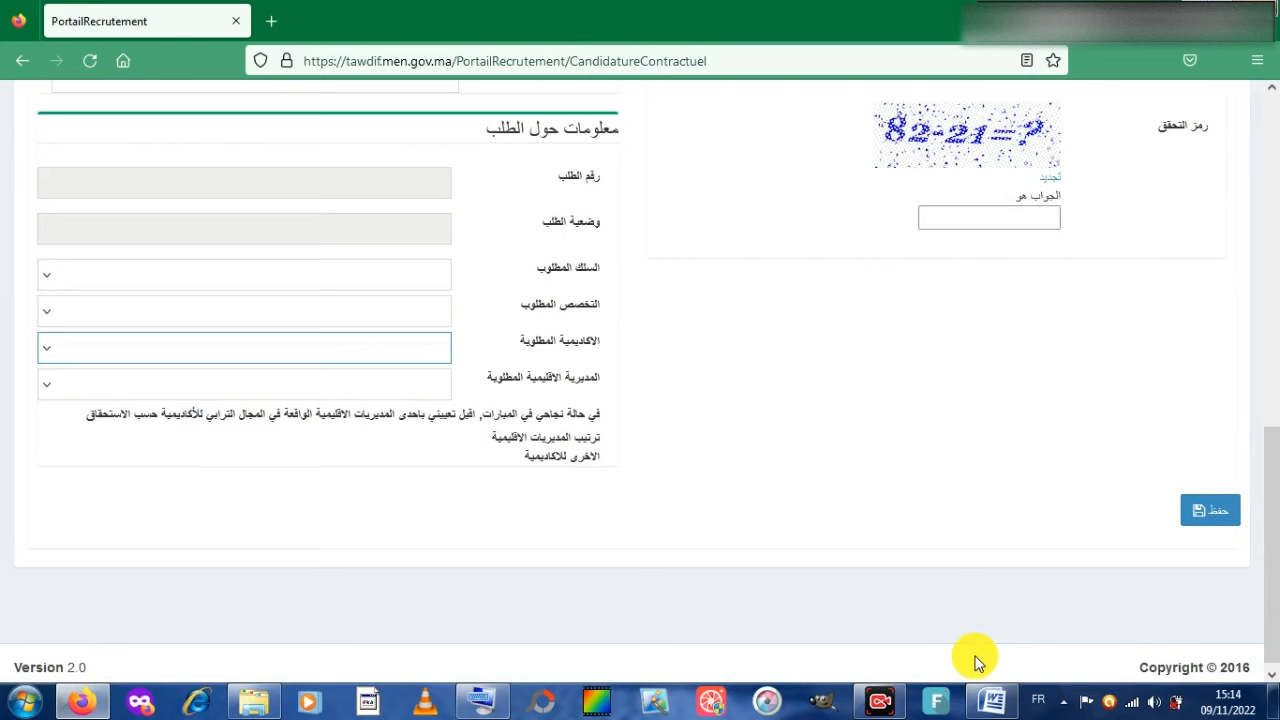 PortailRecrutement
https://tawdif.men.gov.ma/PortailRecrutement/CandidatureContractuel
رمز التحقق
82-21=?
تجديد
الجواب هو
معلومات حول الطلب
رقم الطلب
وضعية الطلب
السلك المطلوب
التخصص المطلوب
الاكاديمية المطلوبة
المديرية الاقليمية المطلوبة
في حالة نجاحي في المبارات, اقبل تعييني باحدى المديريات الاقليمية الواقعة في المجال الترابي للأكاديمية حسب الاستحقاق
ترتيب المديريات الاقليمية
الاخرى للاكاديمية
حفظ
Version 2.0
Copyright © 2016
FR
15:14
09/11/2022